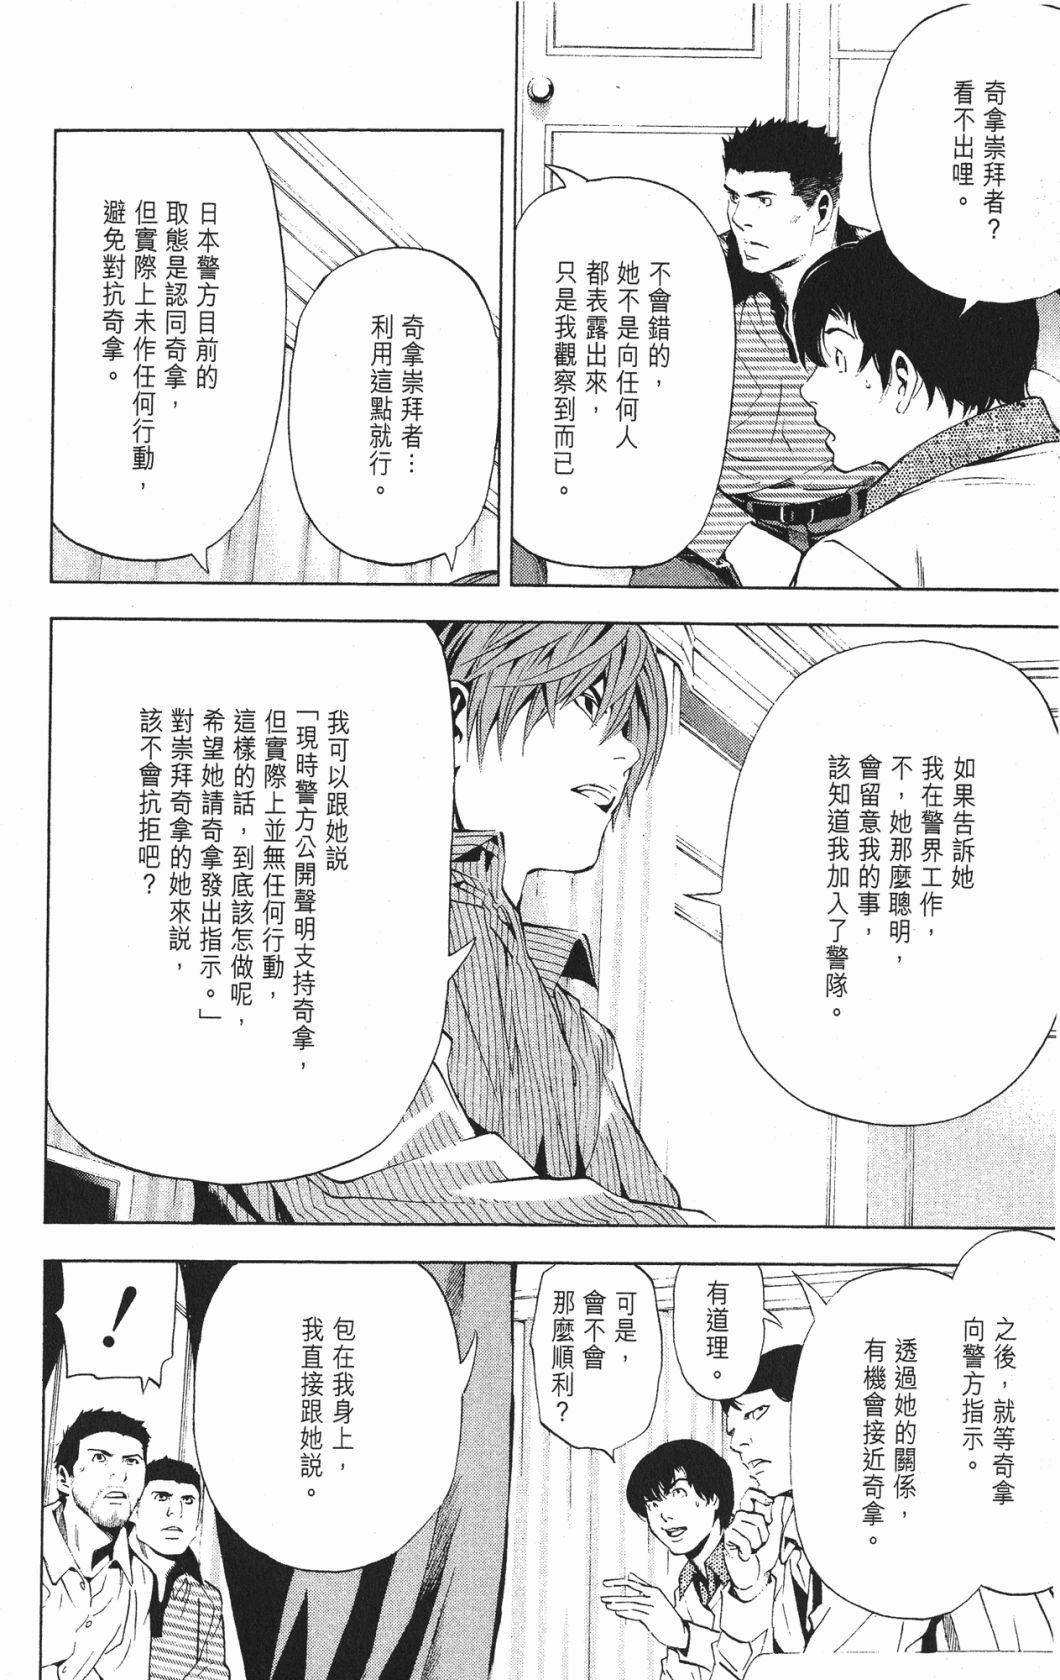 奇拿崇拜者？
看不出哩。
不會錯的，
她不是向任何人
都表露出來，
只是我觀察到而已。
奇拿崇拜者…
利用這點就行。
日本警方目前的
取態是認同奇拿，
但實際上未作任何行動，
避免對抗奇拿。
如果告訴她
我在警界工作，
不，她那麼聰明，
會留意我的事，
該知道我加入了警隊。
我可以跟她説
「現時警方公開聲明支持奇拿，
但實際上並無任何行動，
這樣的話，到底該怎做呢，
希望她請奇拿發出指示。」
對崇拜奇拿的她來説，
該不會抗拒吧？
之後，就等奇拿
向警方指示。
透過她的關係，
有機會接近奇拿。
有道理。
可是，
會不會
那麼順利？
包在我身上，
我直接跟她説。
！